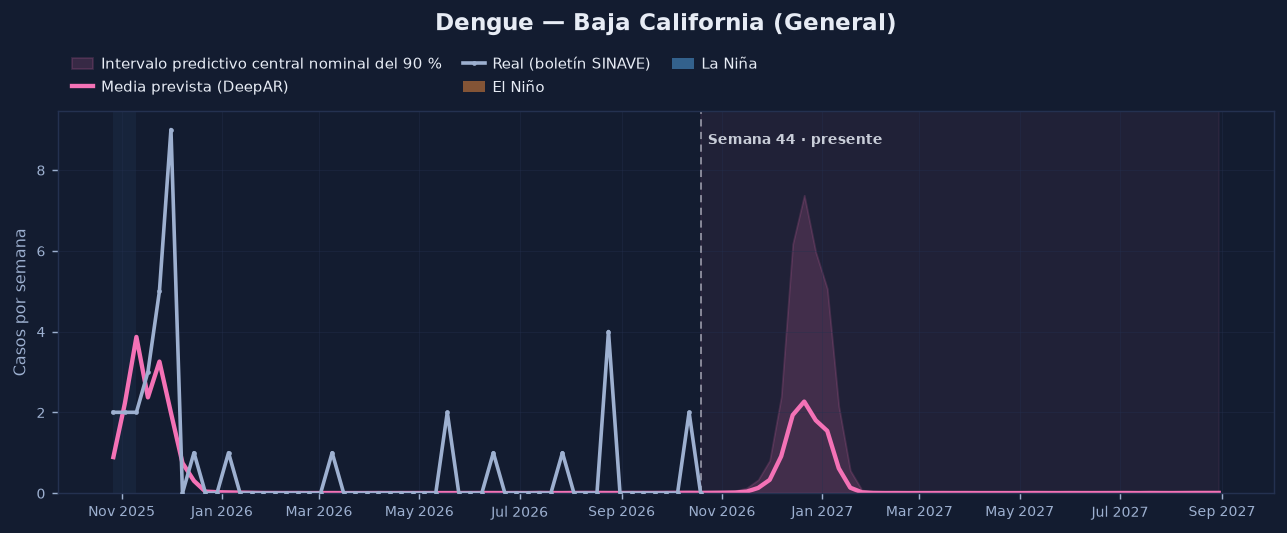 Dengue — Baja California (General)
Intervalo predictivo central nominal del 90 %
Real (boletín SINAVE)
La Niña
Media prevista (DeepAR)
El Niño
Semana 44 · presente
Casos por semana
8
6
4
2
0
Nov 2025
Jan 2026
Mar 2026
May 2026
Jul 2026
Sep 2026
Nov 2026
Jan 2027
Mar 2027
May 2027
Jul 2027
Sep 2027